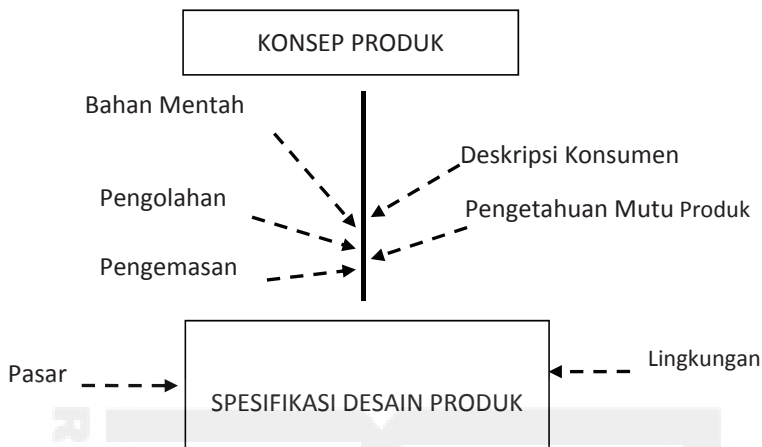 KONSEP PRODUK
Bahan Mentah
Deskripsi Konsumen
Pengolahan
Pengetahuan Mutu Produk
Pengemasan
Pasar
Lingkungan
SPESIFIKASI DESAIN PRODUK
R